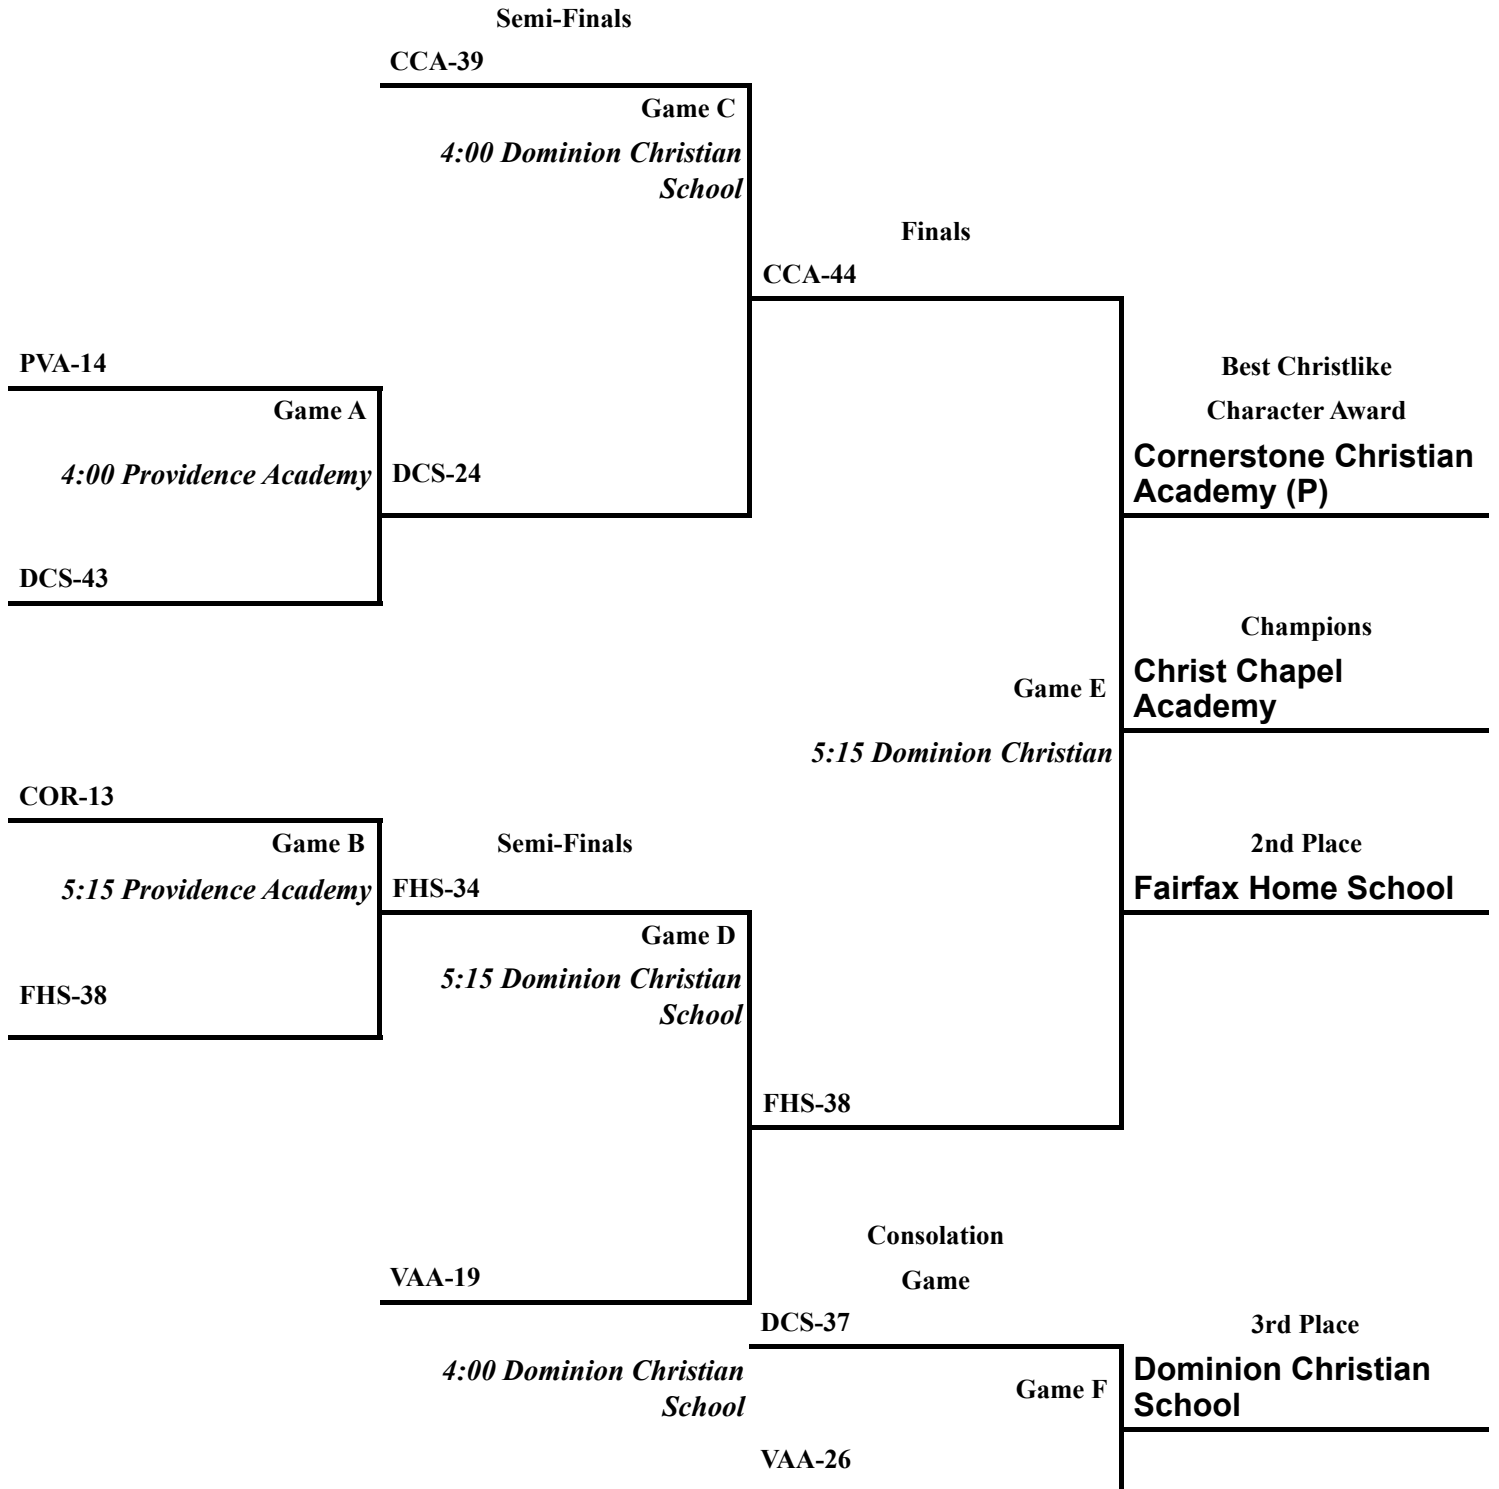 Semi-Finals
CCA-39
Game C
4:00 Dominion Christian
School
Finals
CCA-44
PVA-14
Game A
4:00 Providence Academy
DCS-24
DCS-43
Best Christlike
Character Award
Cornerstone Christian
Academy (P)
Champions
Christ Chapel
Academy
Game E
5:15 Dominion Christian
COR-13
Game B
5:15 Providence Academy
Semi-Finals
FHS-34
2nd Place
Fairfax Home School
Game D
5:15 Dominion Christian
School
FHS-38
FHS-38
VAA-19
Consolation
Game
DCS-37
3rd Place
4:00 Dominion Christian
School
Game F
Dominion Christian
School
VAA-26